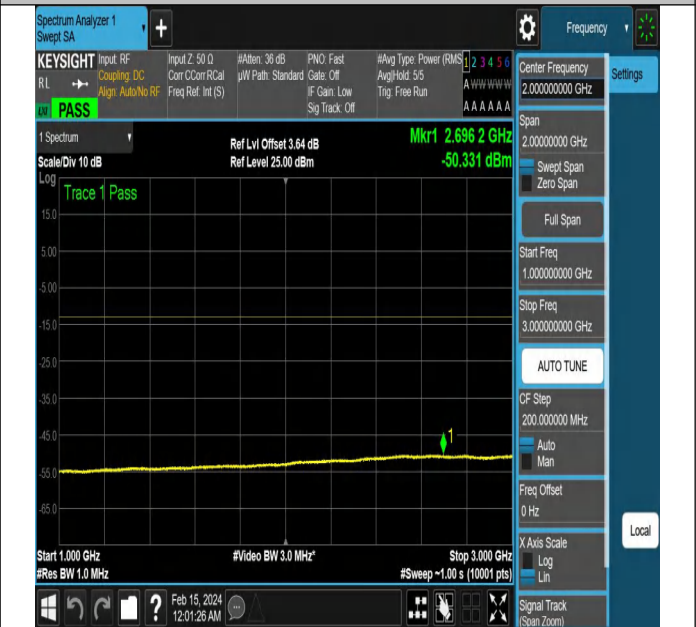 Spectrum Analyzer 1
Swept SA
+
Frequency
KEYSIGHT
RL
PASS
Input: RF
Coupling: DC
Align: Auto/No RF
Input Z: 50 Ω
Corr CCorr RCal
Freq Ref: Int (S)
#Atten: 36 dB
µW Path: Standard
PNO: Fast
Gate: Off
IF Gain: Low
Sig Track: Off
#Avg Type: Power (RMS
Avg|Hold: 5/5
Trig: Free Run
1 2 3 4 5 6
A W W W W W
A A A A A A
Center Frequency
2.000000000 GHz
Settings
1 Spectrum
Scale/Div 10 dB
Ref Lvl Offset 3.64 dB
Ref Level 25.00 dBm
Mkr1 2.696 2 GHz
-50.331 dBm
Span
2.00000000 GHz
Swept Span
Zero Span
Full Span
Start Freq
1.000000000 GHz
Stop Freq
3.000000000 GHz
AUTO TUNE
CF Step
200.000000 MHz
Auto
Man
Freq Offset
0 Hz
X Axis Scale
Log
Lin
Signal Track
(Span Zoom)
Local
Log
Trace 1 Pass
15.0
5.00
-5.00
-15.0
-25.0
-35.0
-45.0
-55.0
-65.0
1
Start 1.000 GHz
#Res BW 1.0 MHz
#Video BW 3.0 MHz*
Stop 3.000 GHz
#Sweep ~1.00 s (10001 pts)
?
Feb 15, 2024
12:01:26 AM